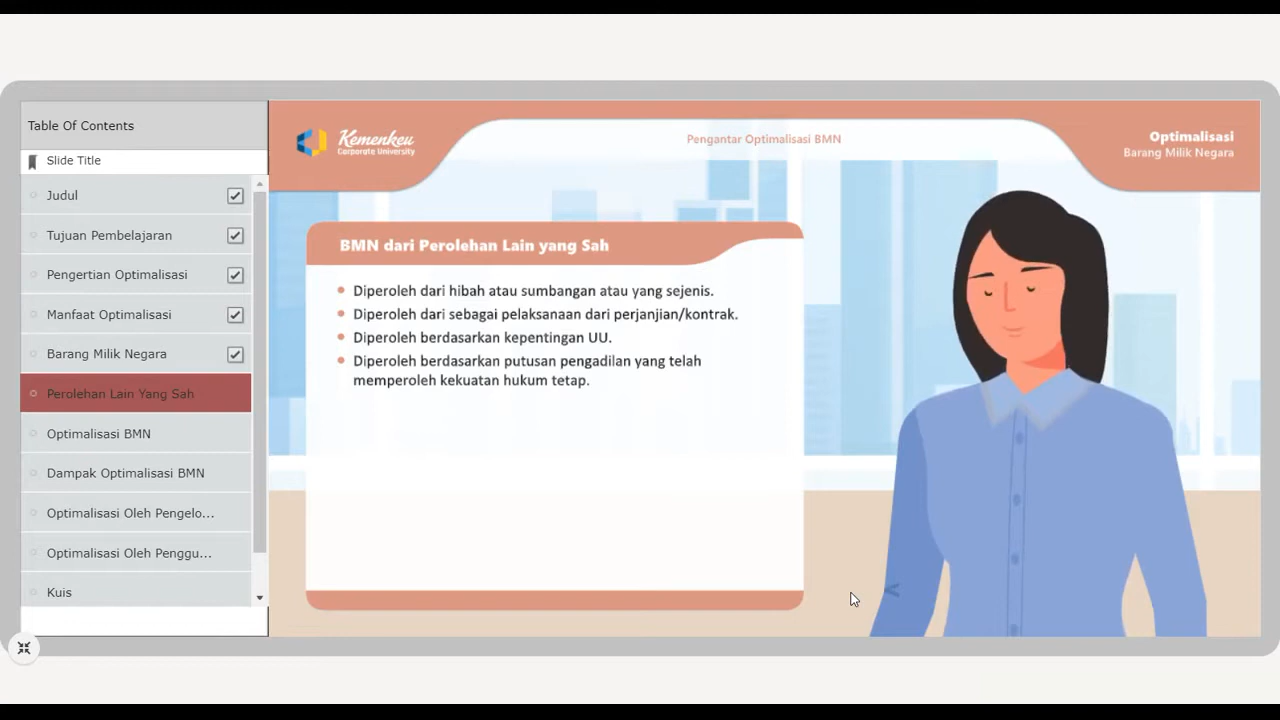 Table Of Contents
Slide Title
Judul
Tujuan Pembelajaran
Pengertian Optimalisasi
Manfaat Optimalisasi
Barang Milik Negara
Perolehan Lain Yang Sah
Optimalisasi BMN
Dampak Optimalisasi BMN
Optimalisasi Oleh Pengelo...
Optimalisasi Oleh Penggu...
Kuis
Kemenkeu
Corporate University
Pengantar Optimalisasi BMN
Optimalisasi
Barang Milik Negara
BMN dari Perolehan Lain yang Sah
Diperoleh dari hibah atau sumbangan atau yang sejenis.
Diperoleh dari sebagai pelaksanaan dari perjanjian/kontrak.
Diperoleh berdasarkan kepentingan UU.
Diperoleh berdasarkan putusan pengadilan yang telah
memperoleh kekuatan hukum tetap.